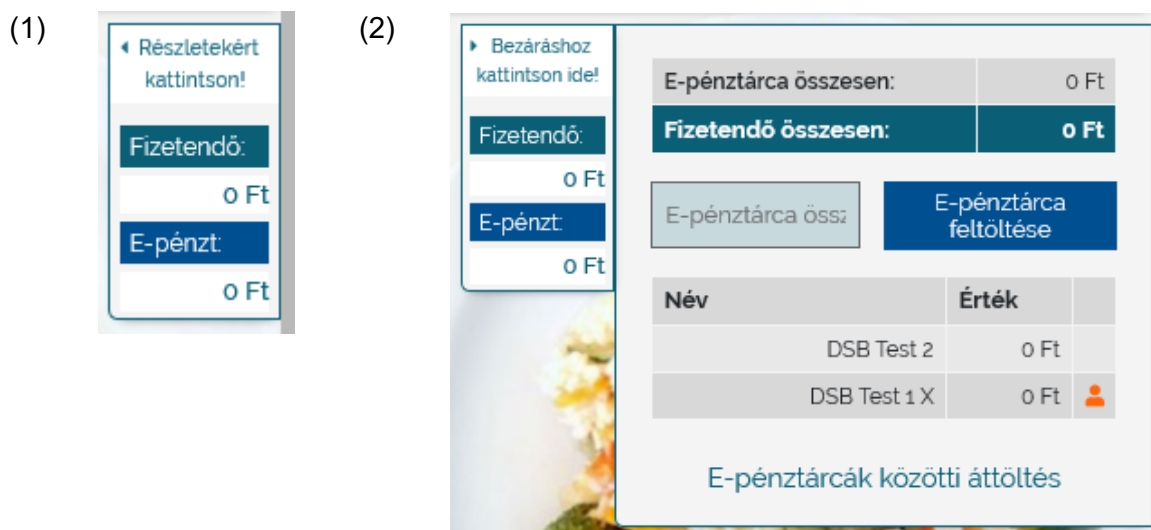 (1)
Részletekért
kattintson!
Fizetendő:
0 Ft
E-pénzt:
0 Ft
(2)
Bezáráshoz
kattintson ide!
Fizetendő:
0 Ft
E-pénzt:
0 Ft
E-pénztárca összesen: 0 Ft
Fizetendő összesen: 0 Ft
E-pénztárca össz
E-pénztárca
feltöltése
Név Érték
DSB Test 2 0 Ft
DSB Test 1 X 0 Ft
E-pénztárcák közötti áttöltés